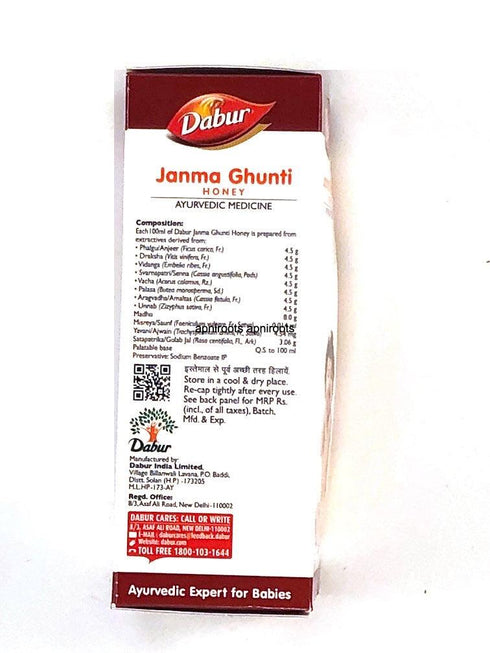 Dabur
Janma Ghunti
HONEY
AYURVEDIC MEDICINE
Composition:
Each 100ml of Dabur Janma Ghunti Honey is prepared from
extractives derived from:
• Phalgu/Anjeer (Ficus carica, Fr.) 4.5 g
• Draksha (Vitis vinifera, Fr.) 4.5 g
• Vidanga (Embelia ribes, Fr.) 4.5 g
• Svarnapatri/Senna (Cassia angustifolia, Pods) 4.5 g
• Vacha (Acorus calamus, Rz.) 4.5 g
• Palasa (Butea monosperma, Sd.) 4.5 g
• Aragvadha/Amaltas (Cassia fistula, Fr.) 4.5 g
• Unnab (Zizyphus sativa, Fr.) 4.5 g
Madhu 8.0 g
Misreya/Saunf (Foeniculum
apniroots apniroots
Yavani/Ajwain
Satapatrika/Golab Jal (Rosa centifolia, Fl., Ark) 3.06 g
Palatable base Q.S. to 100 ml
Preservative: Sodium Benzoate IP
इस्तेमाल से पूर्व अच्छी तरह हिलायें.
Store in a cool & dry place.
Re-cap tightly after every use.
See back panel for MRP Rs.
(incl., of all taxes), Batch,
Mfd. & Exp.
Dabur
Manufactured by:
Dabur India Limited,
Village Billanwali Lavana, P.O. Baddi,
Distt. Solan (H.P.) -173205
M.L.HP-173-AY
Regd. Office:
8/3, Asaf Ali Road, New Delhi-110002
DABUR CARES: CALL OR WRITE
8/3, ASAF ALI ROAD, NEW DELHI-110002
E-MAIL : daburcares@feedback.dabur
Website: dabur.com
TOLL FREE 1800-103-1644
Ayurvedic Expert for Babies